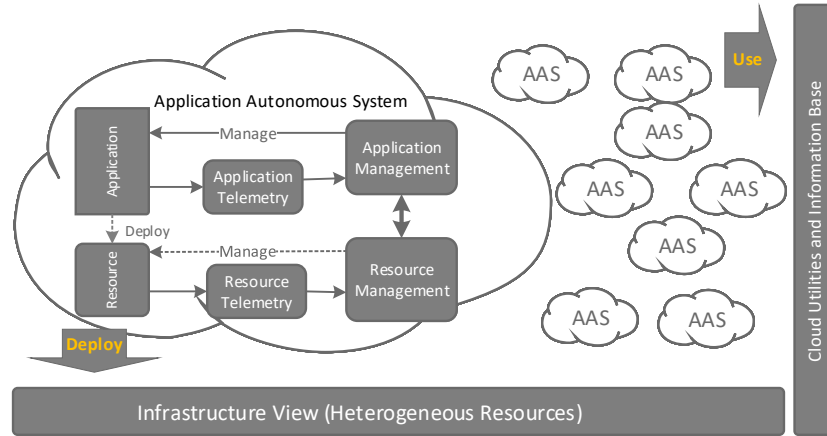 Application Autonomous System
Manage
Application
Application
Telemetry
Application
Management
Deploy
Manage
Resource
Resource
Telemetry
Resource
Management
Deploy
AAS
AAS
AAS
AAS
AAS
AAS
AAS
AAS
Use
Cloud Utilities and Information Base
Infrastructure View (Heterogeneous Resources)